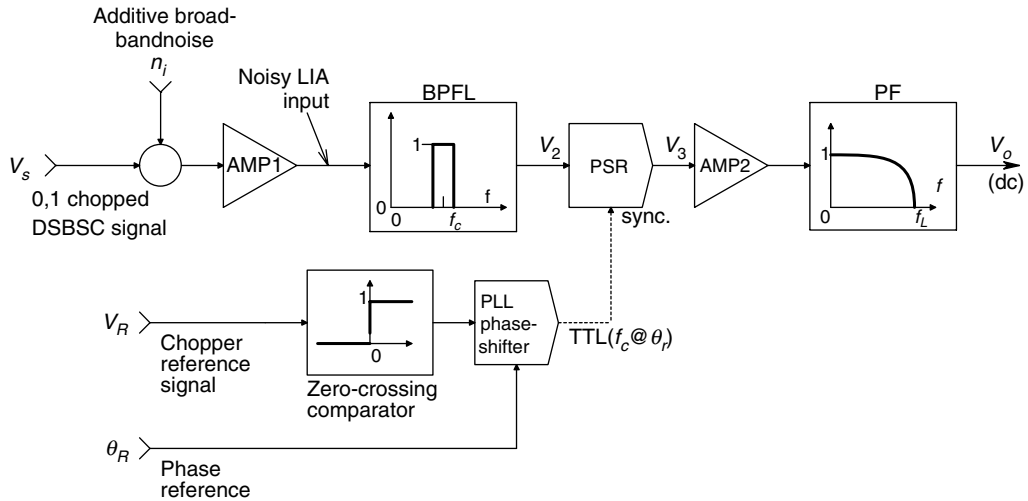 Additive broad-
bandnoise
n_i
Noisy LIA
input
BPFL
PF
V_s
AMP1
1
0
0
f_c
f
V_2
PSR
V_3
AMP2
1
0
f
f_L
V_o
(dc)
0,1 chopped
DSBSC signal
sync.
V_R
Chopper
reference
signal
1
0
Zero-crossing
comparator
PLL
phase-
shifter
TTL(f_c@θ_r)
θ_R
Phase
reference